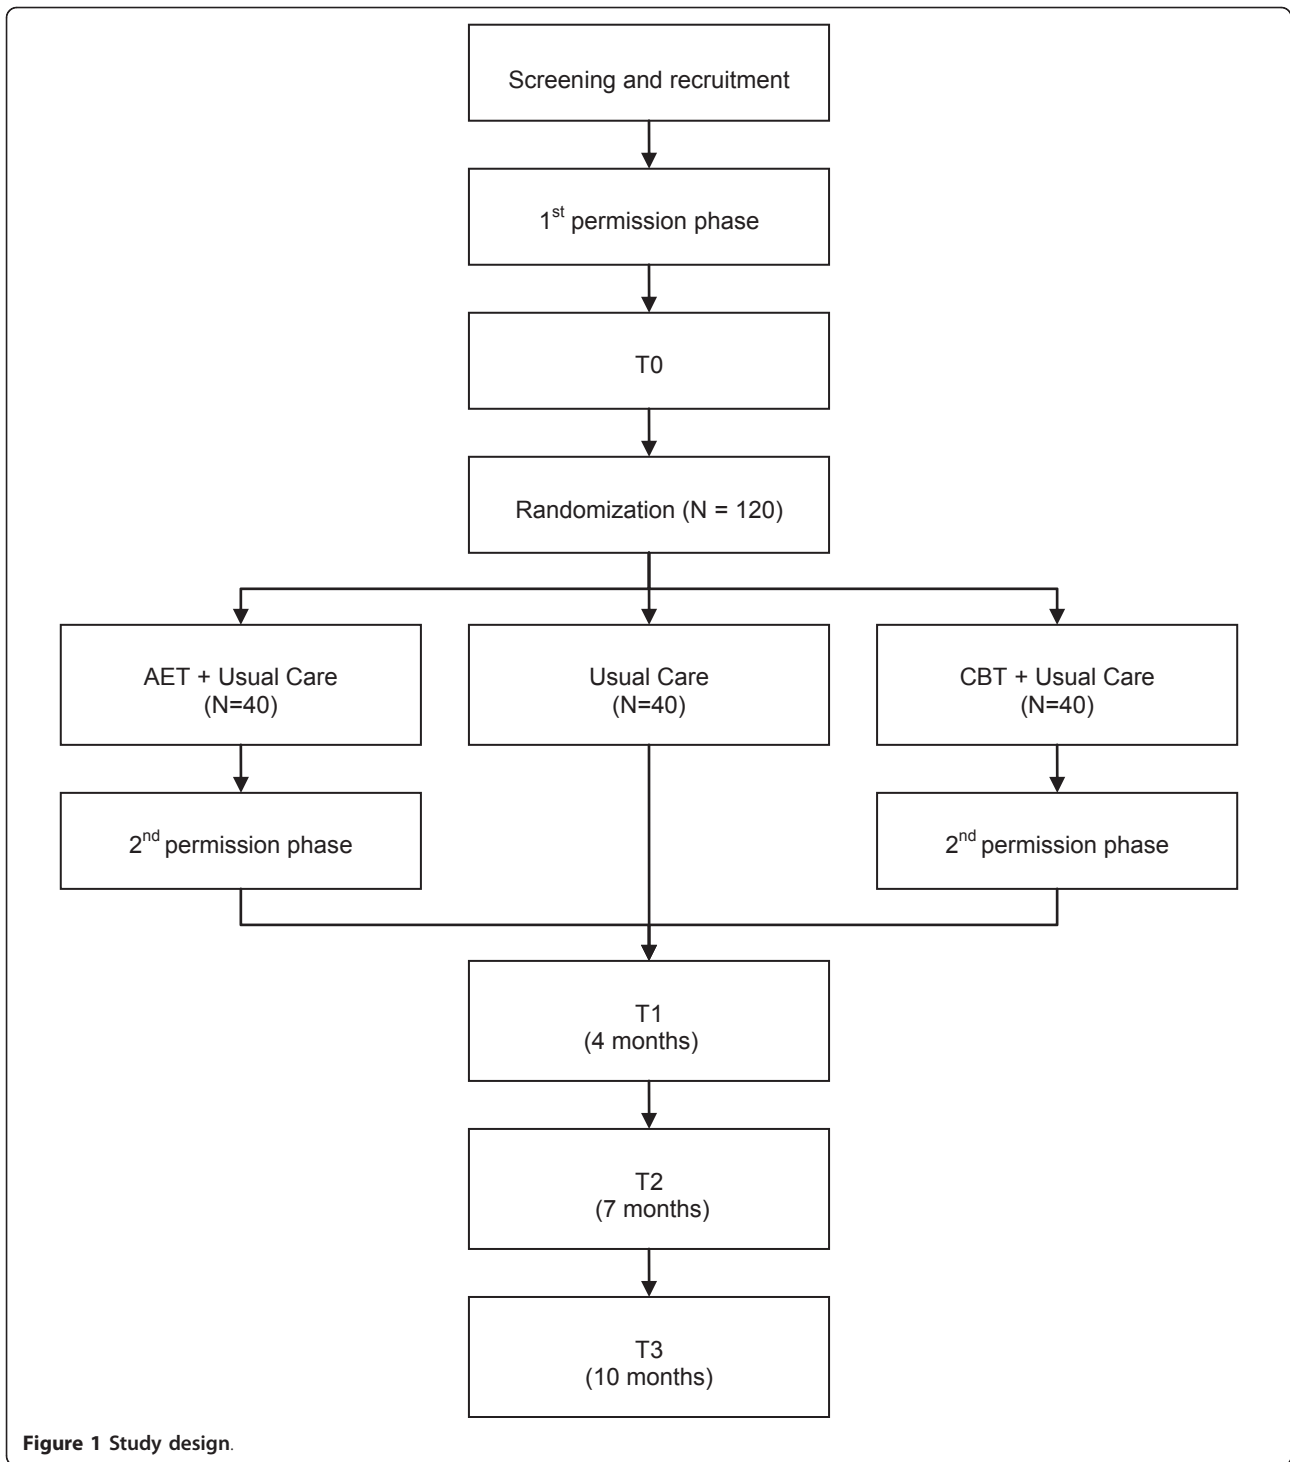 Screening and recruitment
1st permission phase
T0
Randomization (N = 120)
AET + Usual Care
(N=40)
Usual Care
(N=40)
CBT + Usual Care
(N=40)
2nd permission phase
2nd permission phase
T1
(4 months)
T2
(7 months)
T3
(10 months)
Figure 1 Study design.